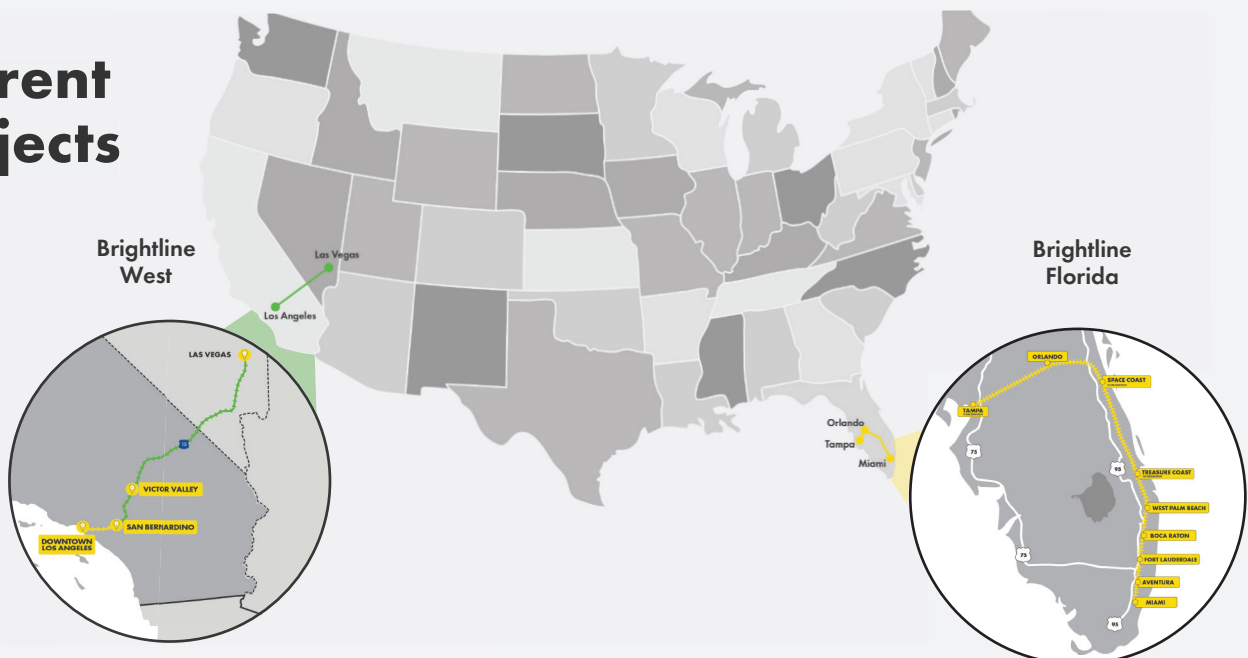 rent
jects
Brightline
West
Las Vegas
Los Angeles
LAS VEGAS
15
VICTOR VALLEY
SAN BERNARDINO
DOWNTOWN
LOS ANGELES
Brightline
Florida
Orlando
Tampa
Miami
ORLANDO
SPACE COAST
TAMPA
75
95
TREASURE COAST
WEST PALM BEACH
BOCA RATON
75
FORT LAUDERDALE
AVENTURA
MIAMI
95